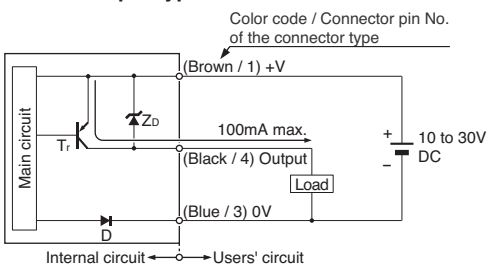 Color code / Connector pin No.
of the connector type
(Brown / 1) +V
Main circuit
Tr
ZD
100mA max.
+
10 to 30V
DC
−
(Black / 4) Output
Load
(Blue / 3) 0V
D
Internal circuit
Users' circuit